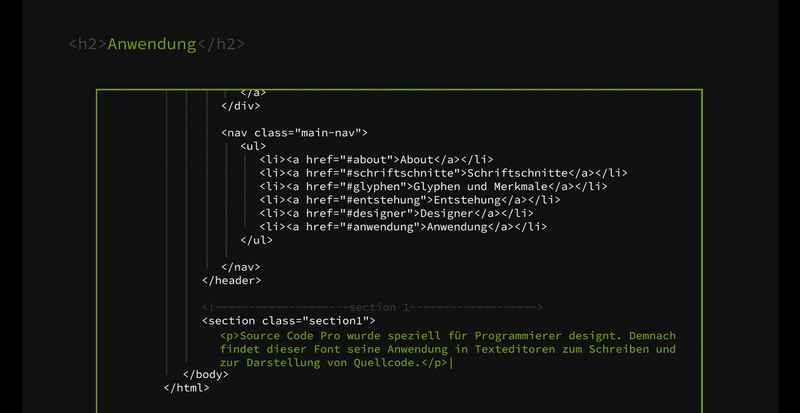 <h2>Anwendung</h2>
</a>
</div>
<nav class="main-nav">
<ul>
<li><a href="#about">About</a></li>
<li><a href="#schriftschnitte">Schriftschnitte</a></li>
<li><a href="#glyphen">Glyphen und Merkmale</a></li>
<li><a href="#entstehung">Entstehung</a></li>
<li><a href="#designer">Designer</a></li>
<li><a href="#anwendung">Anwendung</a></li>
</ul>
</nav>
</header>
<!--------------------section 1------------------->
<section class="section1">
<p>Source Code Pro wurde speziell für Programmierer designt. Demnach
findet dieser Font seine Anwendung in Texteditoren zum Schreiben und
zur Darstellung von Quellcode.</p>|
</body>
</html>